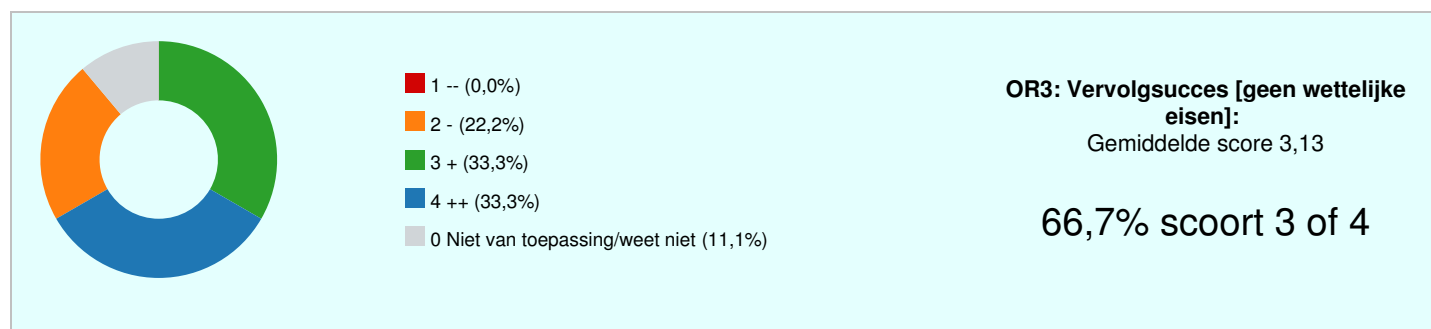 1 -- (0,0%)
2 - (22,2%)
3 + (33,3%)
4 ++ (33,3%)
0 Niet van toepassing/weet niet (11,1%)
OR3: Vervolgsucces [geen wettelijke
eisen]:
Gemiddelde score 3,13
66,7% scoort 3 of 4